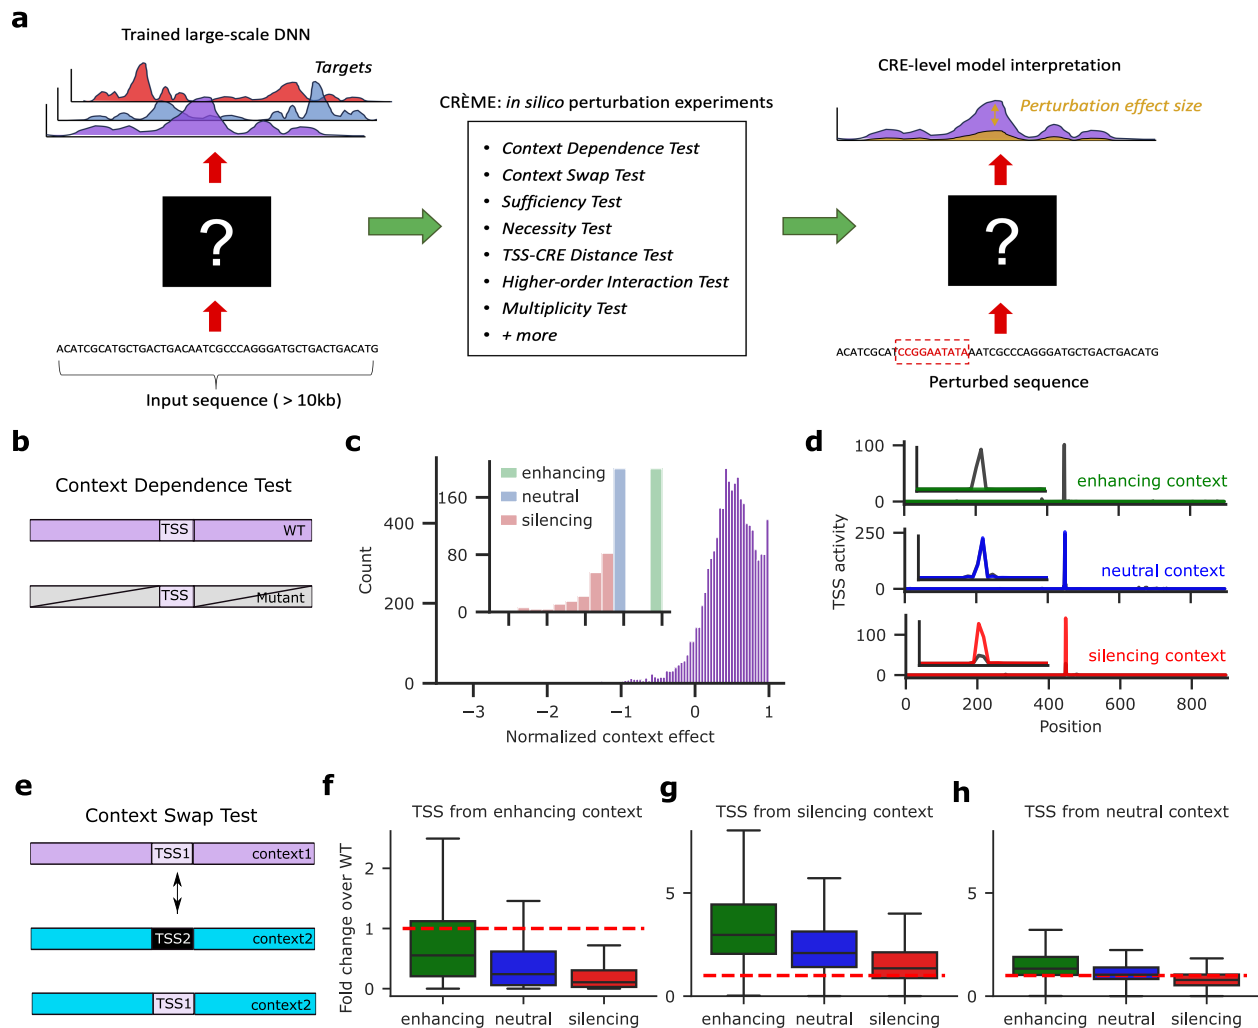 a
Trained large-scale DNN
Targets
CRÈME: in silico perturbation experiments
• Context Dependence Test
• Context Swap Test
• Sufficiency Test
• Necessity Test
• TSS-CRE Distance Test
• Higher-order Interaction Test
• Multiplicity Test
• + more
CRE-level model interpretation
Perturbation effect size
?
?
ACATCGCATGCTGACTGACAATCGCCCAGGGATGCTGACTGACATG
Input sequence ( > 10kb)
ACATCGCATCCGGAATATAAATCGCCCAGGGATGCTGACTGACATG
Perturbed sequence
b
Context Dependence Test
TSS
WT
TSS
Mutant
c
Count
400
200
0
160
80
0
enhancing
neutral
silencing
−3
−2
−1
0
1
Normalized context effect
d
TSS activity
100
0
enhancing context
250
0
neutral context
100
0
silencing context
0
200
400
600
800
Position
e
Context Swap Test
TSS1
context1
TSS2
context2
TSS1
context2
f
TSS from enhancing context
Fold change over WT
2
1
0
enhancing
neutral
silencing
g
TSS from silencing context
5
0
enhancing
neutral
silencing
h
TSS from neutral context
5
0
enhancing
neutral
silencing